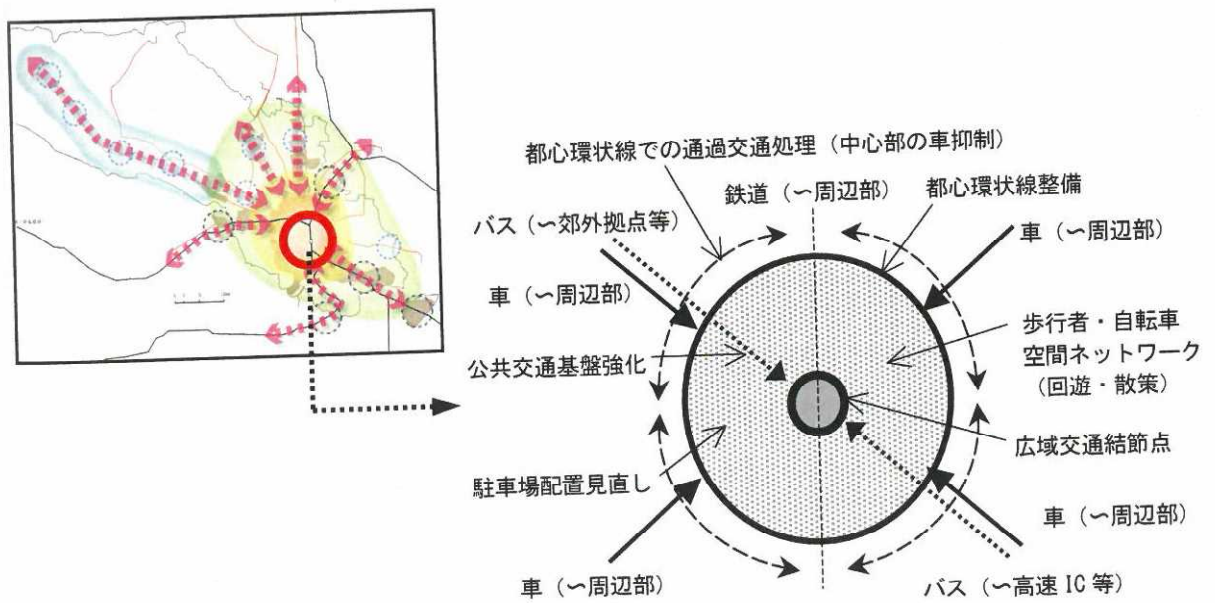 都心環状線での通過交通処理（中心部の車抑制）
鉄道（～周辺部）
都心環状線整備
バス（～郊外拠点等）
車（～周辺部）
車（～周辺部）
公共交通基盤強化
歩行者・自転車
空間ネットワーク
（回遊・散策）
広域交通結節点
駐車場配置見直し
車（～周辺部）
車（～周辺部）
バス（～高速 IC 等）